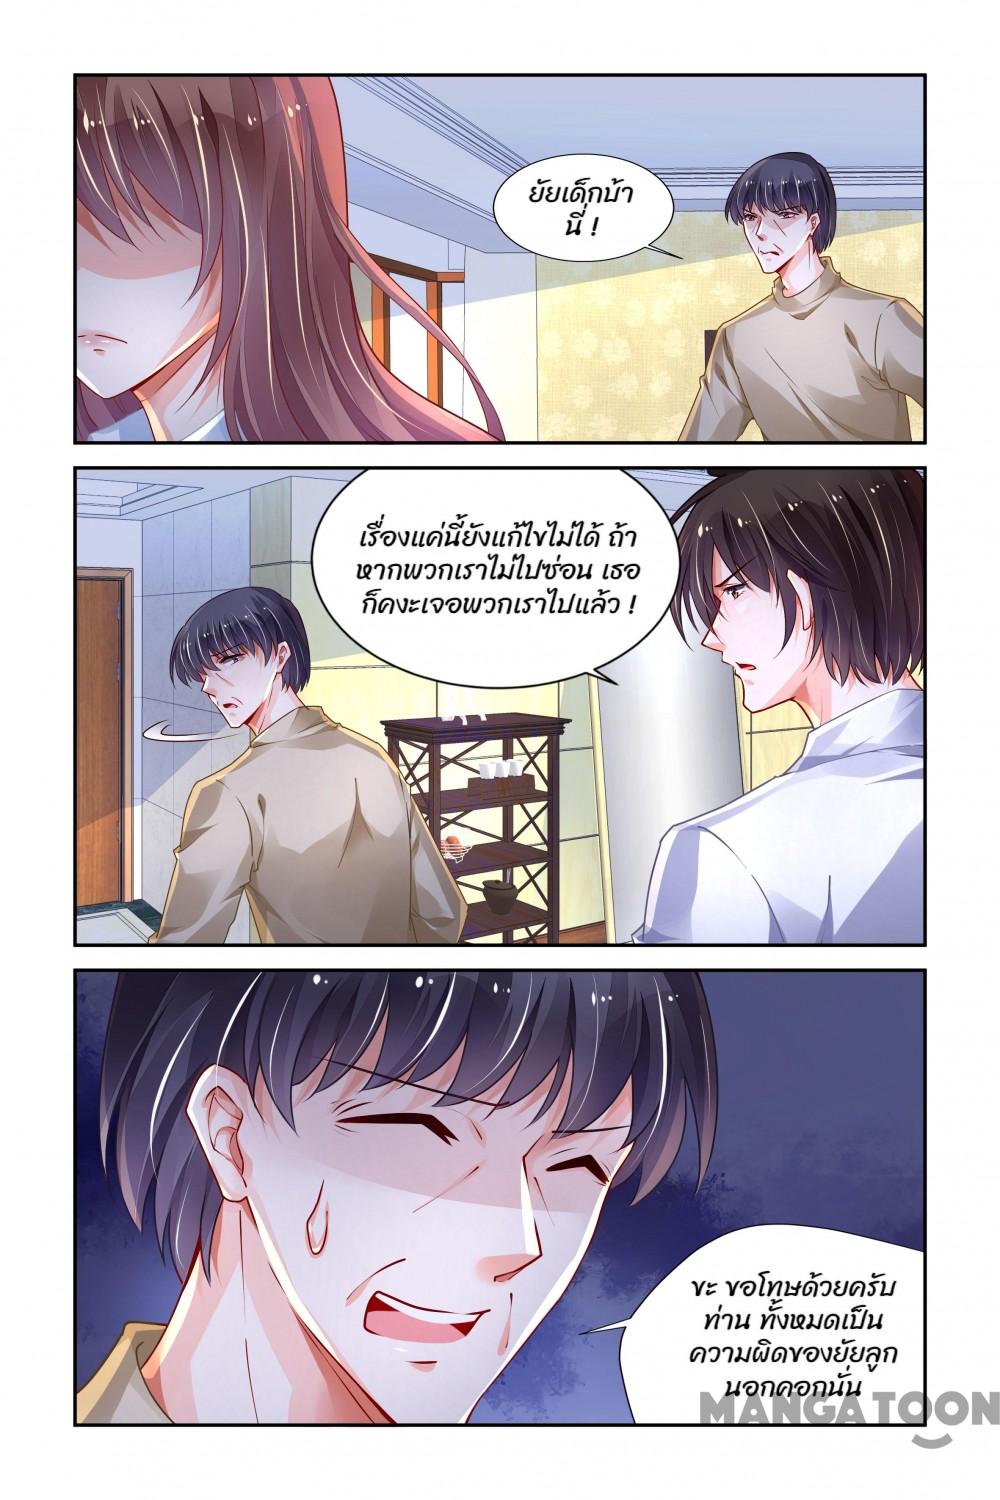 ยัยเด็กบ้า
นี่ !
เรื่องแค่นี้ยังแก้ไขไม่ได้ ถ้า
หากพวกเราไม่ไปซ่อน เธอ
ก็คงะเจอพวกเราไปแล้ว !
ขะ ขอโทษด้วยครับ
ท่าน ทั้งหมดเป็น
ความผิดของยัยลูก
นอกคอกนั่น
MANGATOON